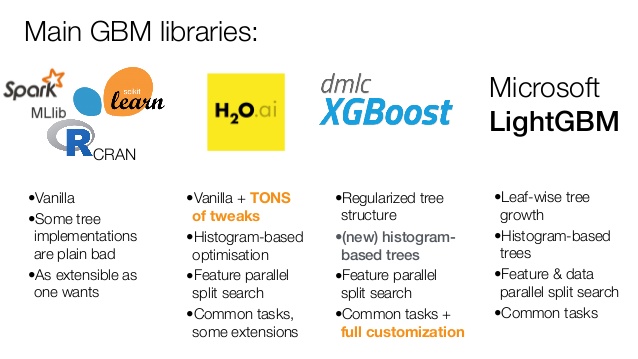 Main GBM libraries:
Spark
MLlib
scikit
learn
R
CRAN
H2O.ai
dmlc
XGBoost
Microsoft
LightGBM
•Vanilla
•Some tree
implementations
are plain bad
•As extensible as
one wants
•Vanilla + TONS
of tweaks
•Histogram-based
optimisation
•Feature parallel
split search
•Common tasks,
some extensions
•Regularized tree
structure
•(new) histogram-
based trees
•Feature parallel
split search
•Common tasks +
full customization
•Leaf-wise tree
growth
•Histogram-based
trees
•Feature & data
parallel split search
•Common tasks